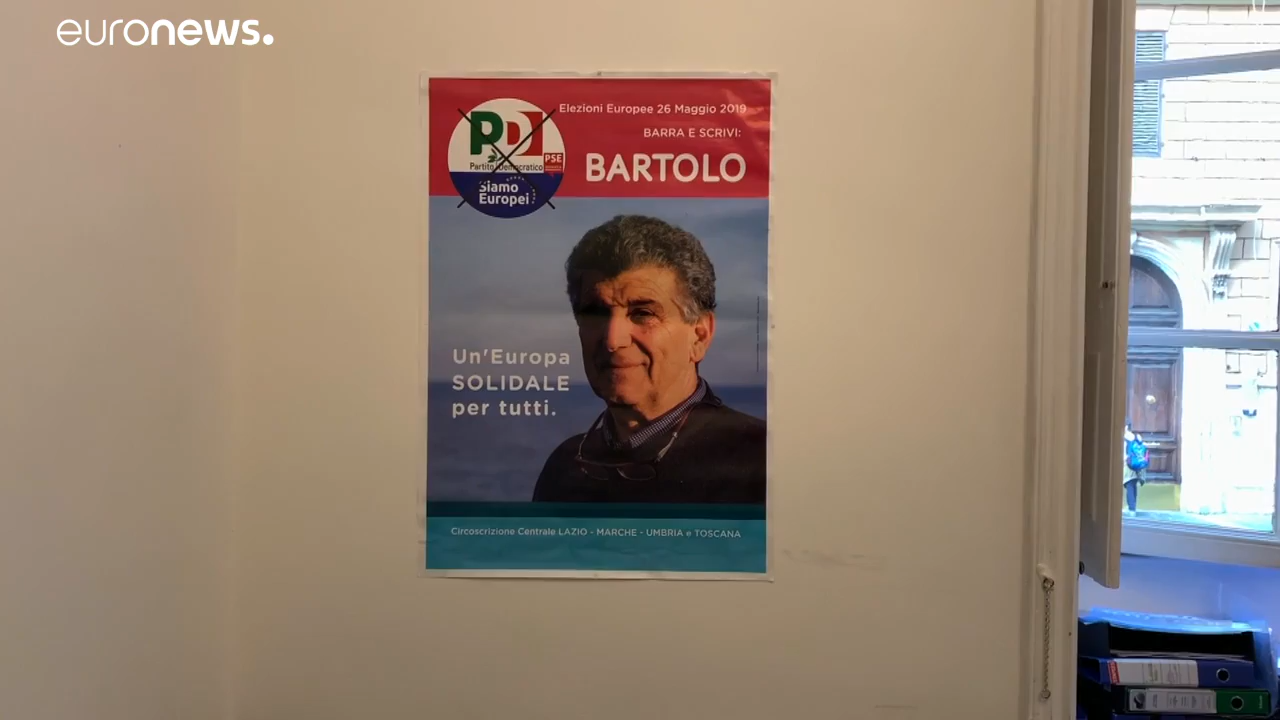 euronews.
Elezioni Europee 26 Maggio 2019
BARRA E SCRIVI:
BARTOLO
PD
Partito Democratico
PSE
Siamo
Europei
Un'Europa
SOLIDALE
per tutti.
Circoscrizione Centrale LAZIO - MARCHE - UMBRIA e TOSCANA